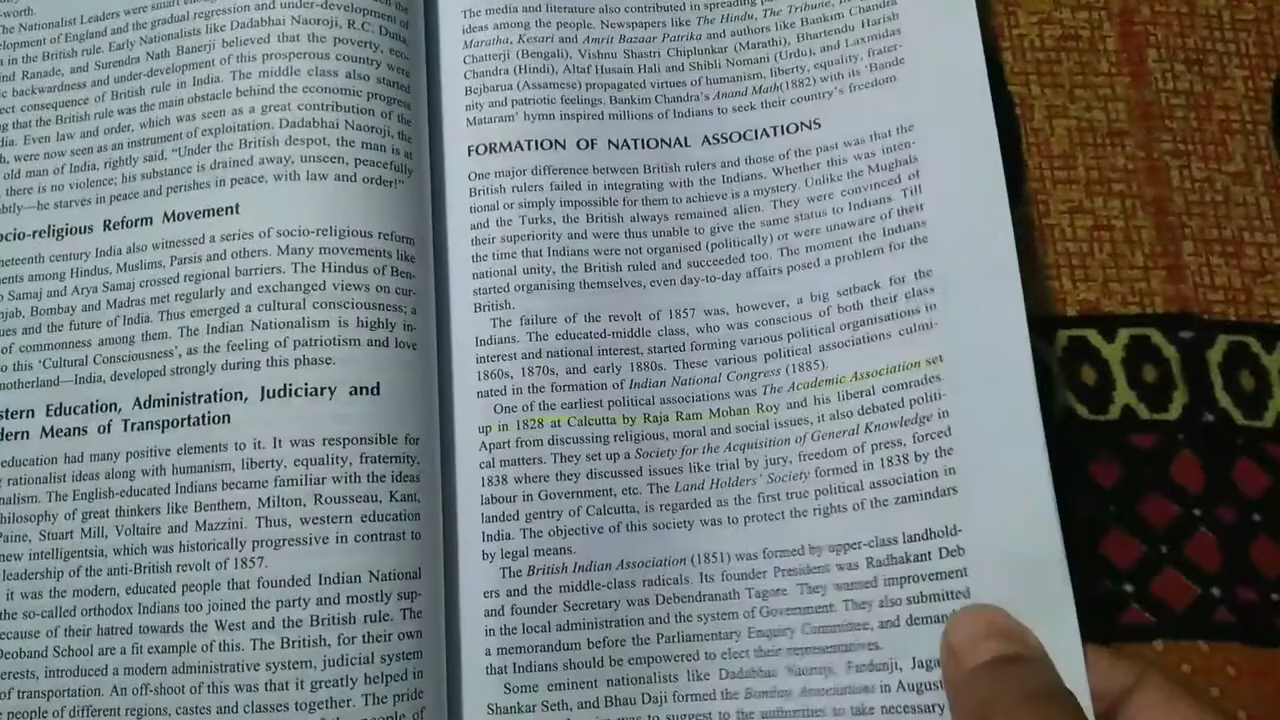 -worth.
The Nationalist Leaders were smart
elopment of England and the gradual regression and under-development of
in the British rule. Early Nationalists like Dadabhai Naoroji, R.C. Dutta,
ind Ranade, and Surendra Nath Banerji believed that the poverty, eco-
ic backwardness and under-development of this prosperous country were
ect consequence of British rule in India. The middle class also started
g that the British rule was the main obstacle behind the economic progress
dia. Even law and order, which was seen as a great contribution of the
h, were now seen as an instrument of exploitation. Dadabhai Naoroji, the
old man of India, rightly said, “Under the British despot, the man is at
there is no violence; his substance is drained away, unseen, peacefully
btly—he starves in peace and perishes in peace, with law and order!”
ocio-religious Reform Movement
neteenth century India also witnessed a series of socio-religious reform
ents among Hindus, Muslims, Parsis and others. Many movements like
o Samaj and Arya Samaj crossed regional barriers. The Hindus of Ben-
njab, Bombay and Madras met regularly and exchanged views on cur-
ues and the future of India. Thus emerged a cultural consciousness; a
of commonness among them. The Indian Nationalism is highly in-
o this ‘Cultural Consciousness’, as the feeling of patriotism and love
motherland—India, developed strongly during this phase.
stern Education, Administration, Judiciary and
dern Means of Transportation
education had many positive elements to it. It was responsible for
rationalist ideas along with humanism, liberty, equality, fraternity,
nalism. The English-educated Indians became familiar with the ideas
hilosophy of great thinkers like Benthem, Milton, Rousseau, Kant,
Paine, Stuart Mill, Voltaire and Mazzini. Thus, western education
new intelligentsia, which was historically progressive in contrast to
leadership of the anti-British revolt of 1857.
it was the modern, educated people that founded Indian National
the so-called orthodox Indians too joined the party and mostly sup-
ecause of their hatred towards the West and the British rule. The
Deoband School are a fit example of this. The British, for their own
erests, introduced a modern administrative system, judicial system
of transportation. An off-shoot of this was that it greatly helped in
people of different regions, castes and classes together. The pride
people of
The media and literature also contributed in spreading
ideas among the people. Newspapers like The Hindu, The Tribune,
Maratha, Kesari and Amrit Bazaar Patrika and authors like Bankim Chandra
Chatterji (Bengali), Vishnu Shastri Chiplunkar (Marathi), Bhartendu Harish
Chandra (Hindi), Altaf Husain Hali and Shibli Nomani (Urdu), and Laxmidas
Bejbarua (Assamese) propagated virtues of humanism, liberty, equality, frater-
nity and patriotic feelings. Bankim Chandra’s Anand Math(1882) with its ‘Bande
Mataram’ hymn inspired millions of Indians to seek their country’s freedom
FORMATION OF NATIONAL ASSOCIATIONS
One major difference between British rulers and those of the past was that the
British rulers failed in integrating with the Indians. Whether this was inten-
tional or simply impossible for them to achieve is a mystery. Unlike the Mughals
and the Turks, the British always remained alien. They were convinced of
their superiority and were thus unable to give the same status to Indians. Till
the time that Indians were not organised (politically) or were unaware of their
national unity, the British ruled and succeeded too. The moment the Indians
started organising themselves, even day-to-day affairs posed a problem for the
British.
The failure of the revolt of 1857 was, however, a big setback for the
Indians. The educated-middle class, who was conscious of both their class
interest and national interest, started forming various political organisations in
1860s, 1870s, and early 1880s. These various political associations culmi-
nated in the formation of Indian National Congress (1885).
One of the earliest political associations was The Academic Association set
up in 1828 at Calcutta by Raja Ram Mohan Roy and his liberal comrades.
Apart from discussing religious, moral and social issues, it also debated politi-
cal matters. They set up a Society for the Acquisition of General Knowledge in
1838 where they discussed issues like trial by jury, freedom of press, forced
labour in Government, etc. The Land Holders’ Society formed in 1838 by the
landed gentry of Calcutta, is regarded as the first true political association in
India. The objective of this society was to protect the rights of the zamindars
by legal means.
The British Indian Association (1851) was formed by upper-class landhold-
ers and the middle-class radicals. Its founder President was Radhakant Deb
and founder Secretary was Debendranath Tagore. They wanted improvement
in the local administration and the system of Government. They also submitted
a memorandum before the Parliamentary Enquiry Committee, and deman
that Indians should be empowered to elect their representatives.
Some eminent nationalists like Dadabhai Naoroji, Furdunji, Jaga
Shankar Seth, and Bhau Daji formed the Bombay Associations in August
was to suggest to the authorities to take necessary